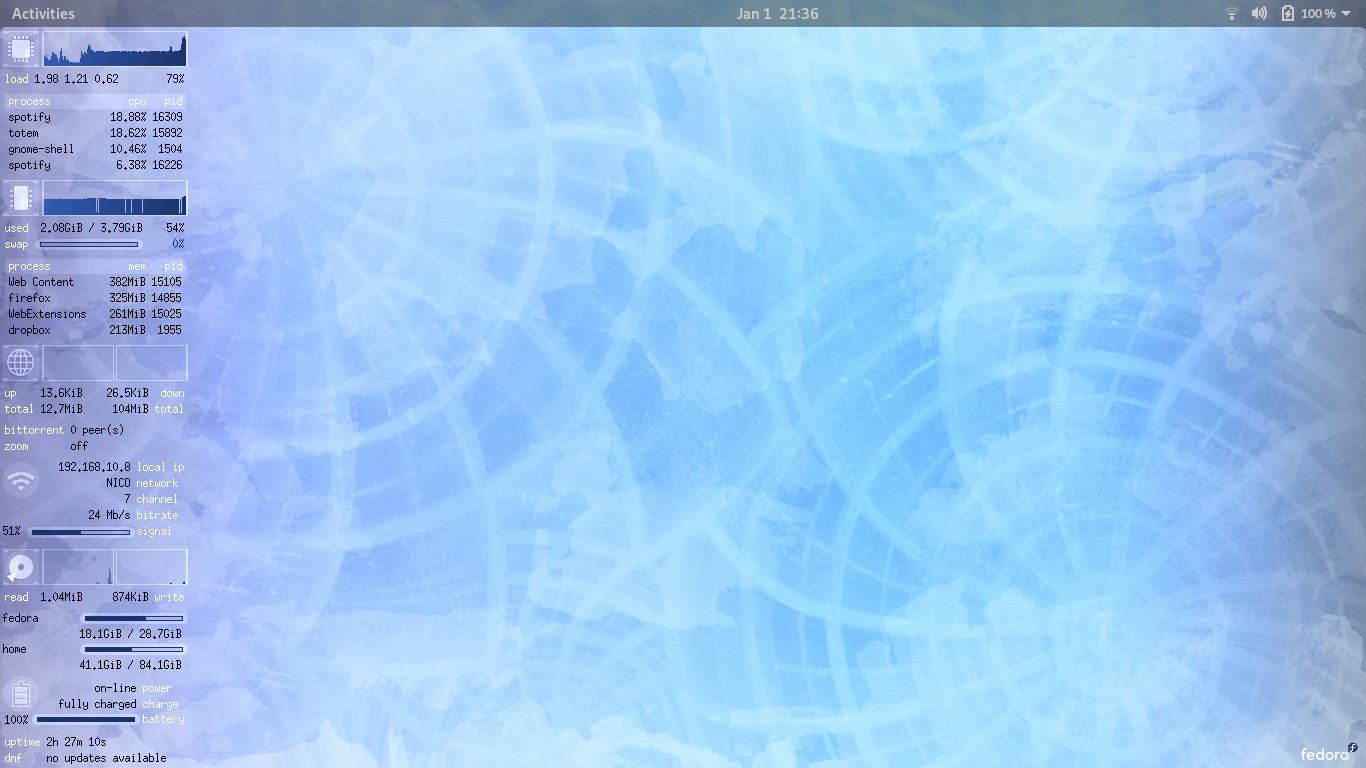 Activities
Jan 1 21:36
100 %
load 1.98 1.21 0.62 79%
process cpu pid
spotify 18.88% 16309
totem 18.62% 15892
gnome-shell 10.46% 1504
spotify 6.38% 16226
used 2.08GiB / 3.79GiB 54%
swap 0%
process mem pid
Web Content 382MiB 15105
firefox 325MiB 14855
WebExtensions 261MiB 15025
dropbox 213MiB 1955
up 13.6KiB 26.5KiB down
total 12.7MiB 104MiB total
bittorrent 0 peer(s)
zoom off
192.168.10.8 local ip
NICO network
7 channel
24 Mb/s bitrate
51% signal
read 1.04MiB 874KiB write
fedora
18.1GiB / 28.7GiB
home
41.1GiB / 84.1GiB
on-line power
fully charged charge
100% battery
uptime 2h 27m 10s
dnf no updates available
fedora